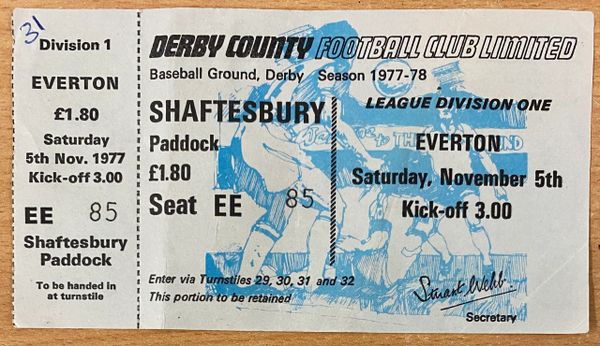 31
Division 1
EVERTON
£1.80
Saturday
5th Nov. 1977
Kick-off 3.00
EE 85
Shaftesbury
Paddock
To be handed in
at turnstile
DERBY COUNTY FOOTBALL CLUB LIMITED
Baseball Ground, Derby Season 1977-78
SHAFTESBURY
Paddock
£1.80
Seat EE 85
LEAGUE DIVISION ONE
EVERTON
Saturday, November 5th
Kick-off 3.00
Enter via Turnstiles 29, 30, 31 and 32
This portion to be retained
Stuart Webb
Secretary